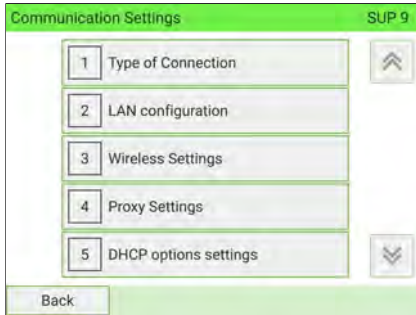 Communication Settings SUP 9
1 Type of Connection
2 LAN configuration
3 Wireless Settings
4 Proxy Settings
5 DHCP options settings
Back